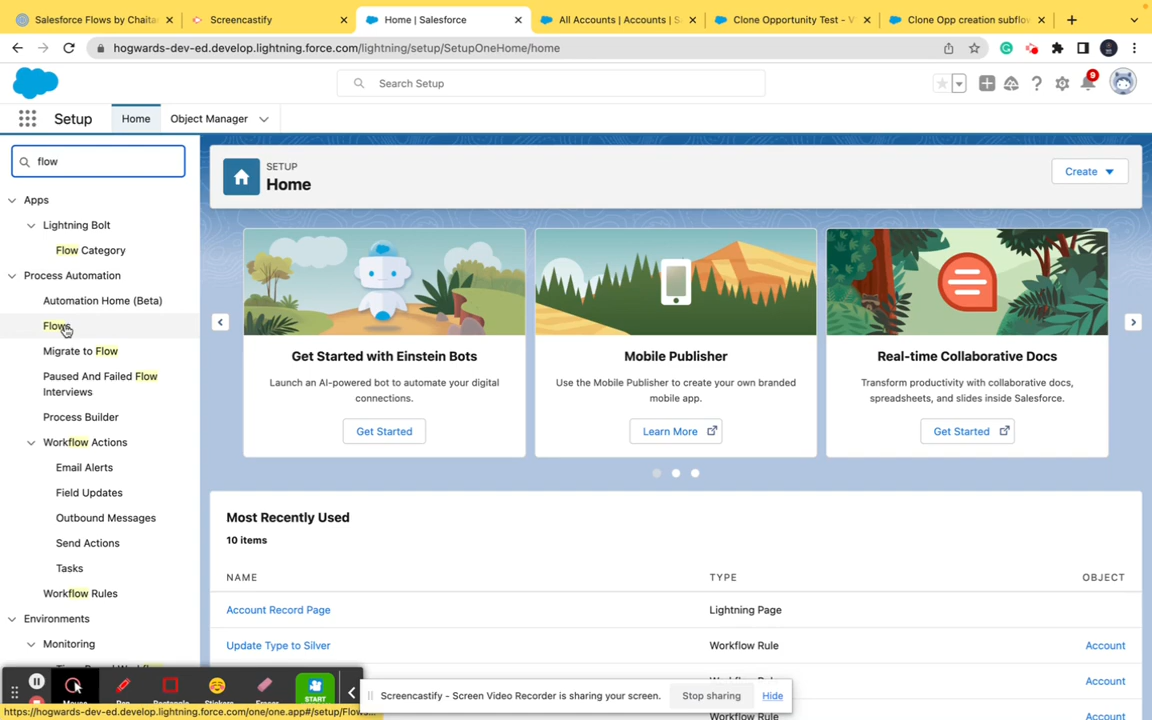 Salesforce Flows by Chaita
Screencastify
Home | Salesforce
All Accounts | Accounts | S
Clone Opportunity Test - V
Clone Opp creation subflow
hogwards-dev-ed.develop.lightning.force.com/lightning/setup/SetupOneHome/home
Search Setup
9
Setup
Home
Object Manager
flow
Apps
Lightning Bolt
Flow Category
Process Automation
Automation Home (Beta)
Flows
Migrate to Flow
Paused And Failed Flow
Interviews
Process Builder
Workflow Actions
Email Alerts
Field Updates
Outbound Messages
Send Actions
Tasks
Workflow Rules
Environments
Monitoring
SETUP
Home
Create
Get Started with Einstein Bots
Launch an AI-powered bot to automate your digital
connections.
Get Started
Mobile Publisher
Use the Mobile Publisher to create your own branded
mobile app.
Learn More
Real-time Collaborative Docs
Transform productivity with collaborative docs,
spreadsheets, and slides inside Salesforce.
Get Started
Most Recently Used
10 items
NAME TYPE OBJECT
Account Record Page Lightning Page
Update Type to Silver Workflow Rule Account
Account
Workflow Rule Account
START
Screencastify - Screen Video Recorder is sharing your screen.
Stop sharing
Hide
https://hogwards-dev-ed.develop.lightning.force.com/one/one.app#/setup/Flows...